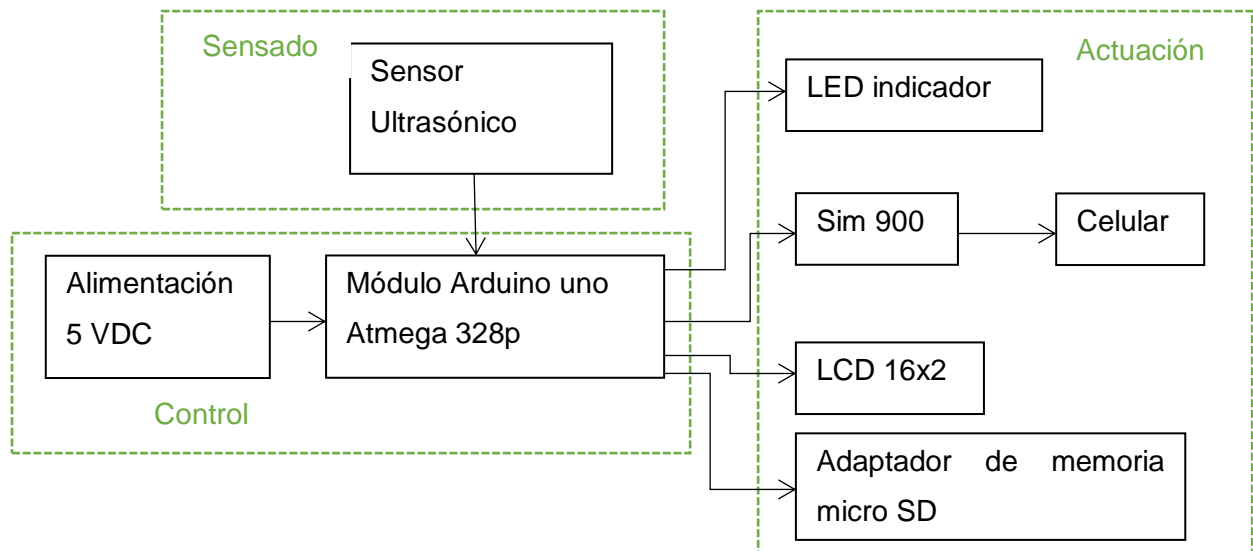 Sensado
Sensor
Ultrasónico
Actuación
LED indicador
Sim 900
Celular
Alimentación
5 VDC
Módulo Arduino uno
Atmega 328p
LCD 16x2
Control
Adaptador de memoria
micro SD